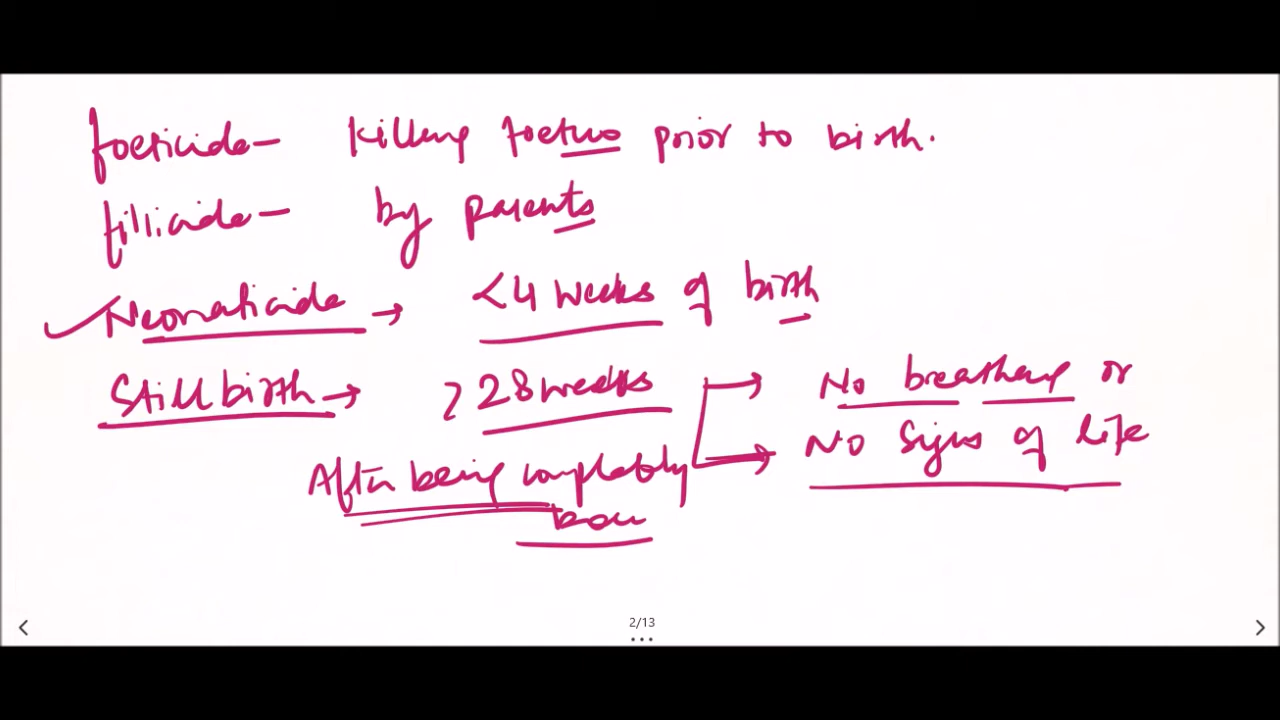 foeticide- killing foetus prior to birth.
filicide- by parents
Neonaticide → <4 weeks of birth
Still birth → >28 weeks → No breathing or
→ No signs of life
After being completely
born
2/13